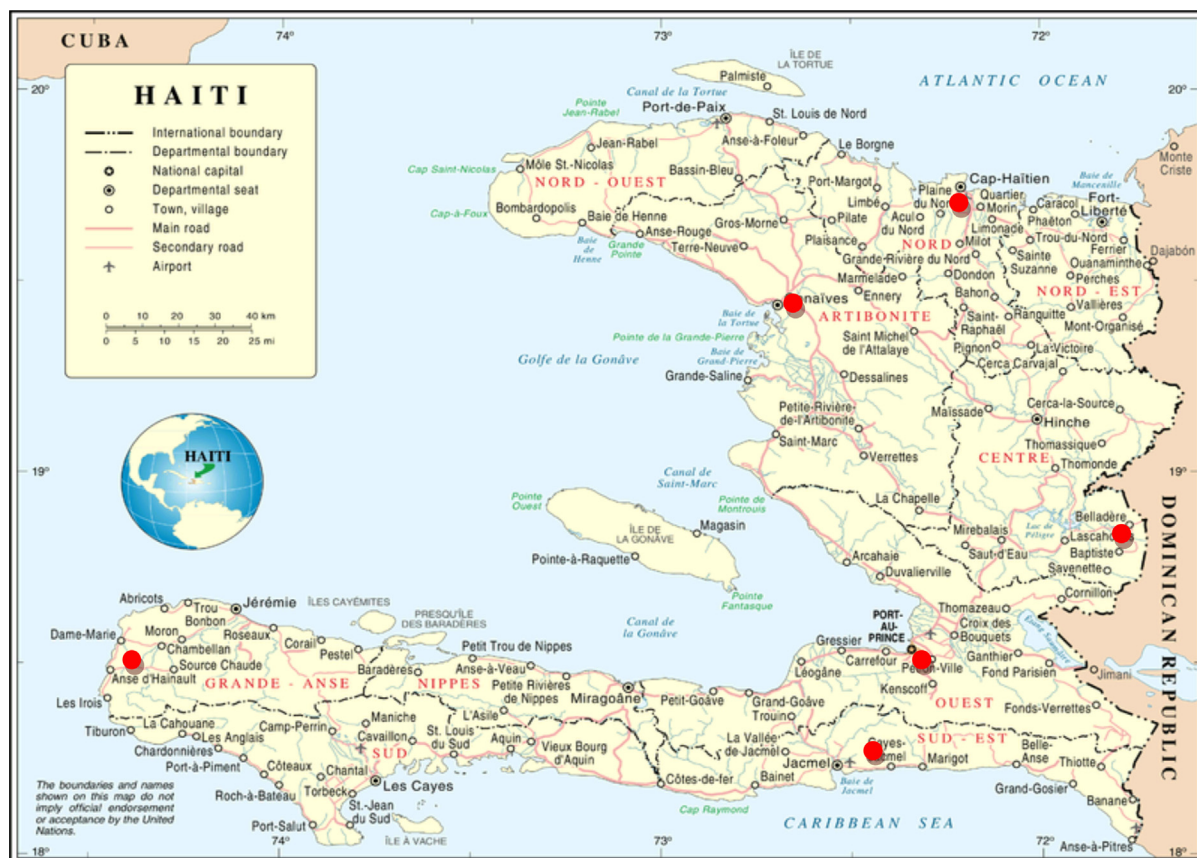 CUBA
74°
73°
72°
ÎLE DE
LA TORTUE
Palmiste
ATLANTIC OCEAN
20°
20°
HAITI
International boundary
Departmental boundary
National capital
Departmental seat
Town, village
Main road
Secondary road
Airport
0 10 20 30 40 km
0 5 10 15 20 25 mi
Canal de la Tortue
Pointe
Jean-Rabel
Port-de-Paix
St. Louis de Nord
Anse-à-Foleur
Le Borgne
Jean-Rabel
Cap Saint-Nicolas
Môle St.-Nicolas
NORD - OUEST
Bassin-Bleu
Port-Margot
Limbé
Plaine
du Nord
Cap-Haïtien
Quartier
Morin
Limonade
Caracol
Phaëton
Fort-
Liberté
Baie de
Mancenille
Monte
Criste
Cap-à-Foux
Bombardopolis
Baie de Henne
Baie
de
Henne
Anse-Rouge
Grande
Pointe
Terre-Neuve
Gros-Morne
Pilate
Plaisance
Acul
du Nord
NORD
Milot
Grande-Rivière du Nord
Trou-du-Nord
Sainte
Suzanne
Ferrier
Ouanaminthe
Perches
Dajabón
NORD - EST
Marmelade
Dondon
Ennery
Bahon
Vallières
Mont-Organisé
ARTIBONITE
Saint-
Raphaël
Ranquitte
Baie de
la Tortue
Pointe de la Grande-Pierre
Baie de
Grand-Pierre
Saint Michel
de l'Attalaye
Pignon
La-Victoire
Cerca Carvajal
Golfe de la Gonâve
Grande-Saline
Dessalines
Petite-Rivière-
de-l'Artibonite
Maïssade
Cerca-la-Source
Hinche
Saint-Marc
Thomassique
Verrettes
CENTRE
Thomonde
HAITI
19°
19°
Canal de
Saint-Marc
Pointe
Ouest
Pointe de
Montrouis
La Chapelle
ÎLE DE
LA GONÂVE
Magasin
Pointe-à-Raquette
Mirebalais
Lac de
Péligre
Belladère
Saut-d'Eau
Baptiste
Savenette
Arcahaie
Duvalierville
Pointe
Fantasque
Cornillon
DOMINICAN REPUBLIC
Abricots
Trou
Bonbon
Jérémie
ÎLES CAYÉMITES
PRESQU'ÎLE
DES BARADÈRES
Canal de
la Gonâve
PORT-
AU-
PRINCE
Thomazeau
Croix des
Bouquets
Dame-Marie
Moron
Chambellan
Roseaux
Corail
Pestel
Petit Trou de Nippes
Gressier
Carrefour
Ganthier
Fond Parisien
Jimani
Source Chaude
Anse d'Hainault
Baradères
Anse-à-Veau
Léogâne
Kenscoff
GRANDE - ANSE
NIPPES
Petite Rivières
de Nippes
Miragoâne
Petit-Goâve
Grand-Goâve
OUEST
Fonds-Verrettes
Les Irois
Trouin
Tiburon
La Cahouane
Les Anglais
Camp-Perrin
Maniche
Cavaillon
L'Asile
St. Louis
du Sud
Aquin
SUD
Vieux Bourg
d'Aquin
La Vallée
de Jacmel
SUD - EST
Chardonnières
Port-à-Piment
Côteaux
Chantal
Jacmel
Marigot
Belle-
Anse
Thiotte
Roch-à-Bateau
Torbeck
Les Cayes
Côtes-de-fer
Bainet
Baie de
Jacmel
Grand-Gosier
Port-Salut
St.-Jean
du Sud
ÎLE À VACHE
Cap Raymond
Banane
CARIBBEAN SEA
Anse-à-Pitres
The boundaries and names
shown on this map do not
imply official endorsement
or acceptance by the United
Nations.
74°
73°
72°
18°
18°